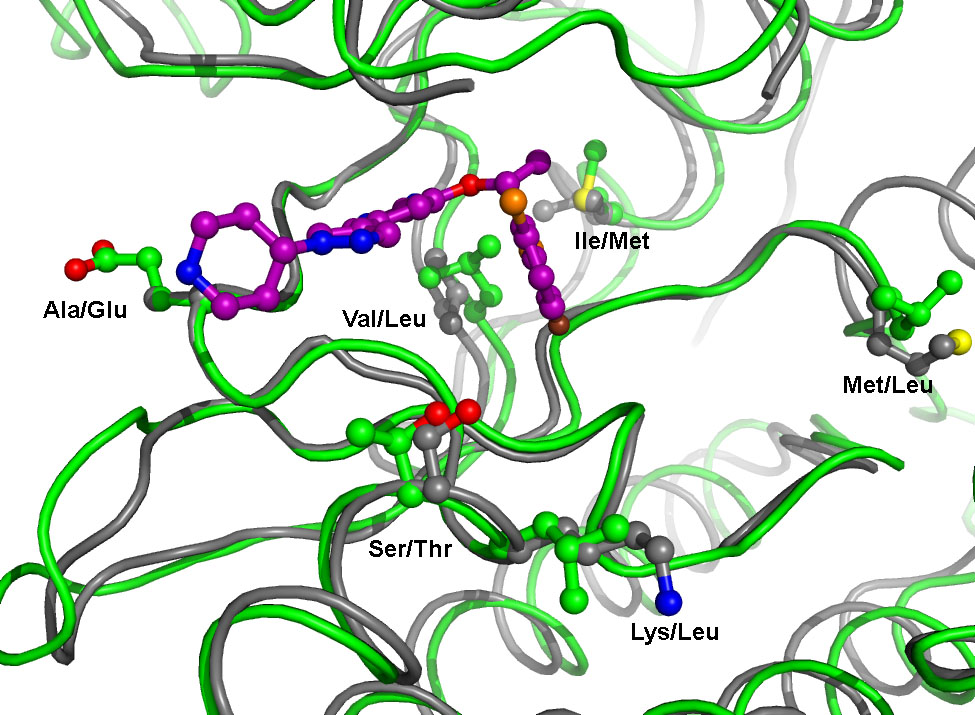 Ile/Met
Ala/Glu
Val/Leu
Met/Leu
Ser/Thr
Lys/Leu